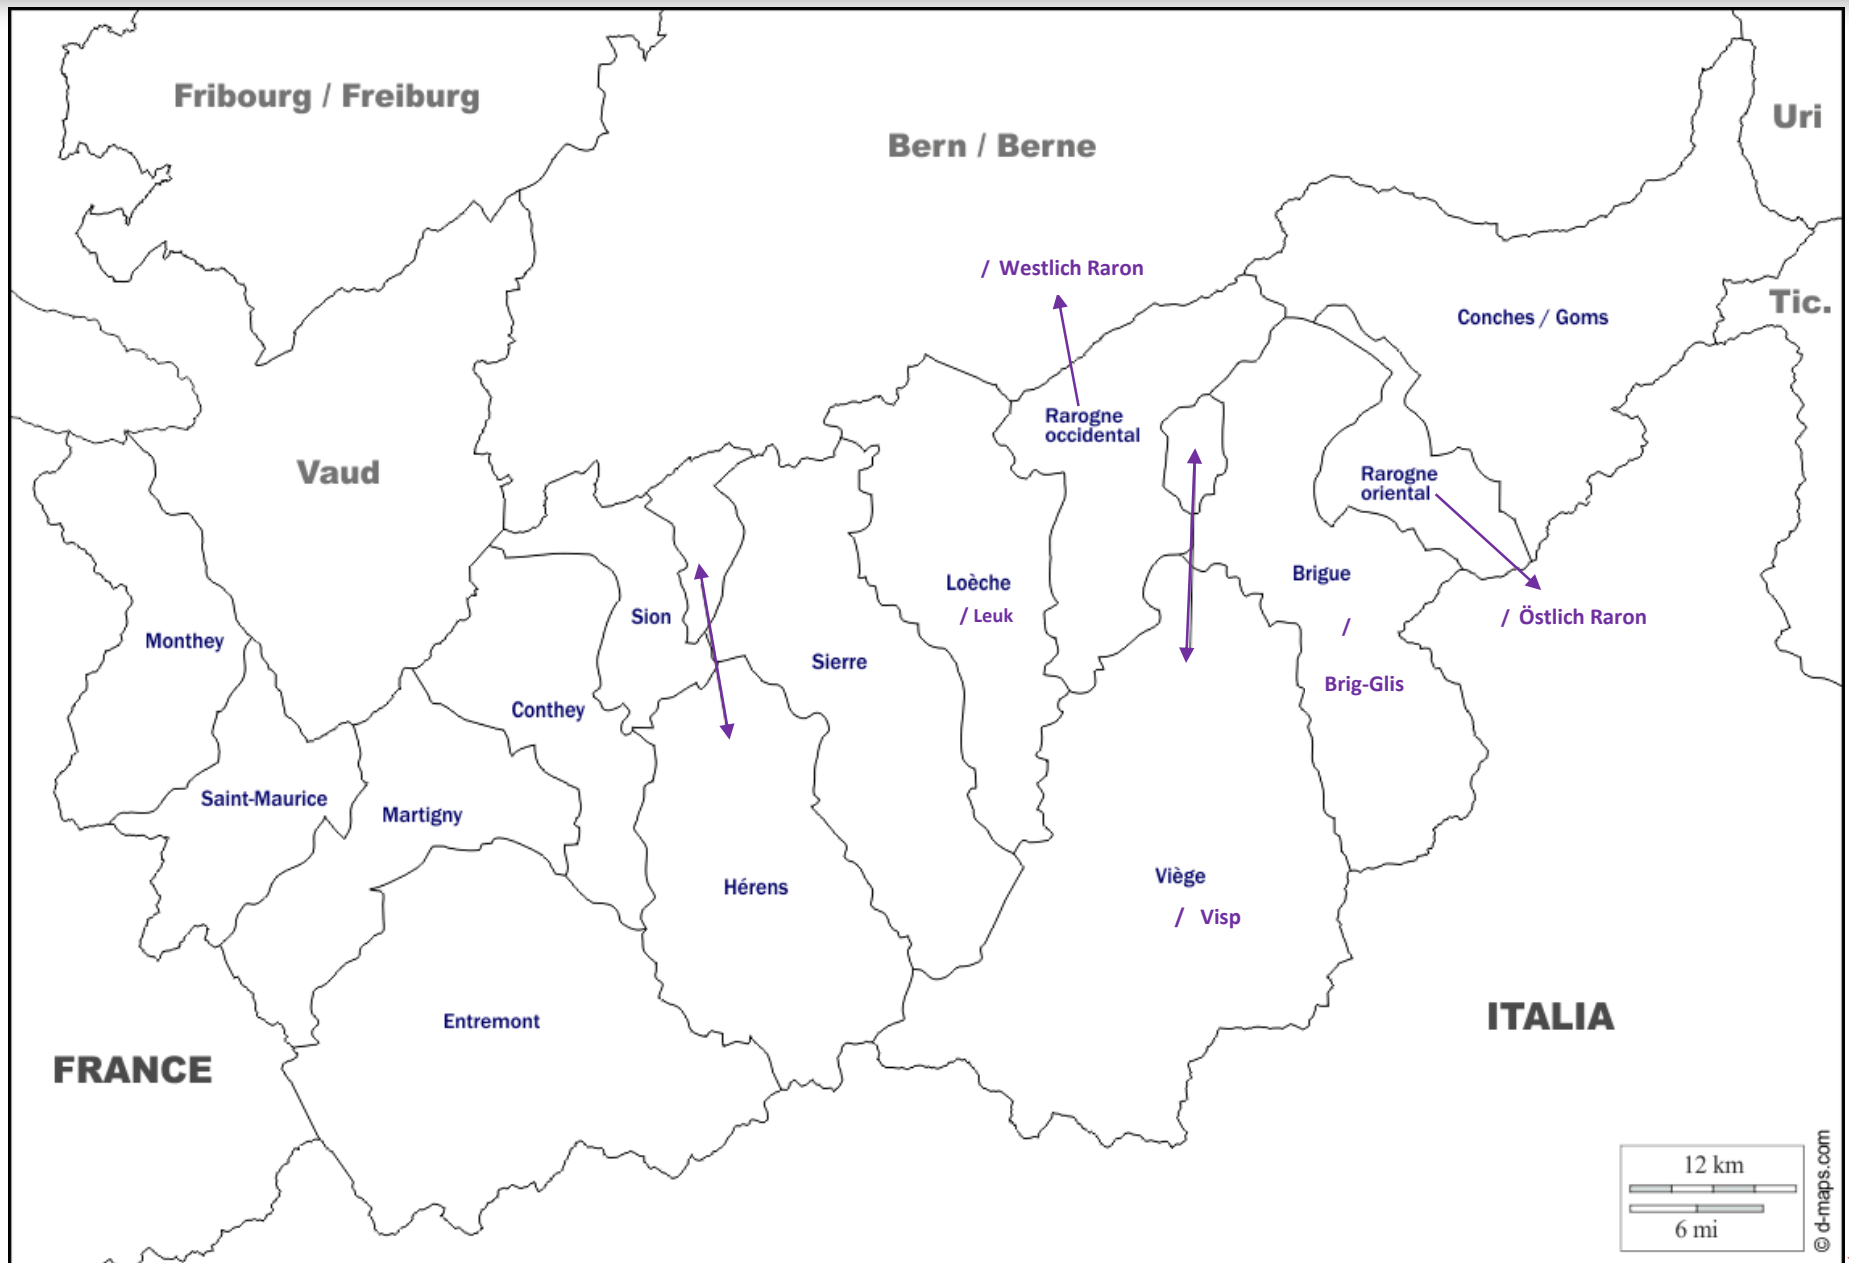 Fribourg / Freiburg
Uri
Bern / Berne
/ Westlich Raron
Tic.
Conches / Goms
Rarogne
occidental
Vaud
Rarogne
oriental
Brigue
Loèche
/ Leuk
Sion
/ Östlich Raron
/
Monthey
Sierre
Brig-Glis
Conthey
Saint-Maurice
Martigny
Viège
Hérens
/ Visp
ITALIA
Entremont
FRANCE
12 km
6 mi
© d-maps.com